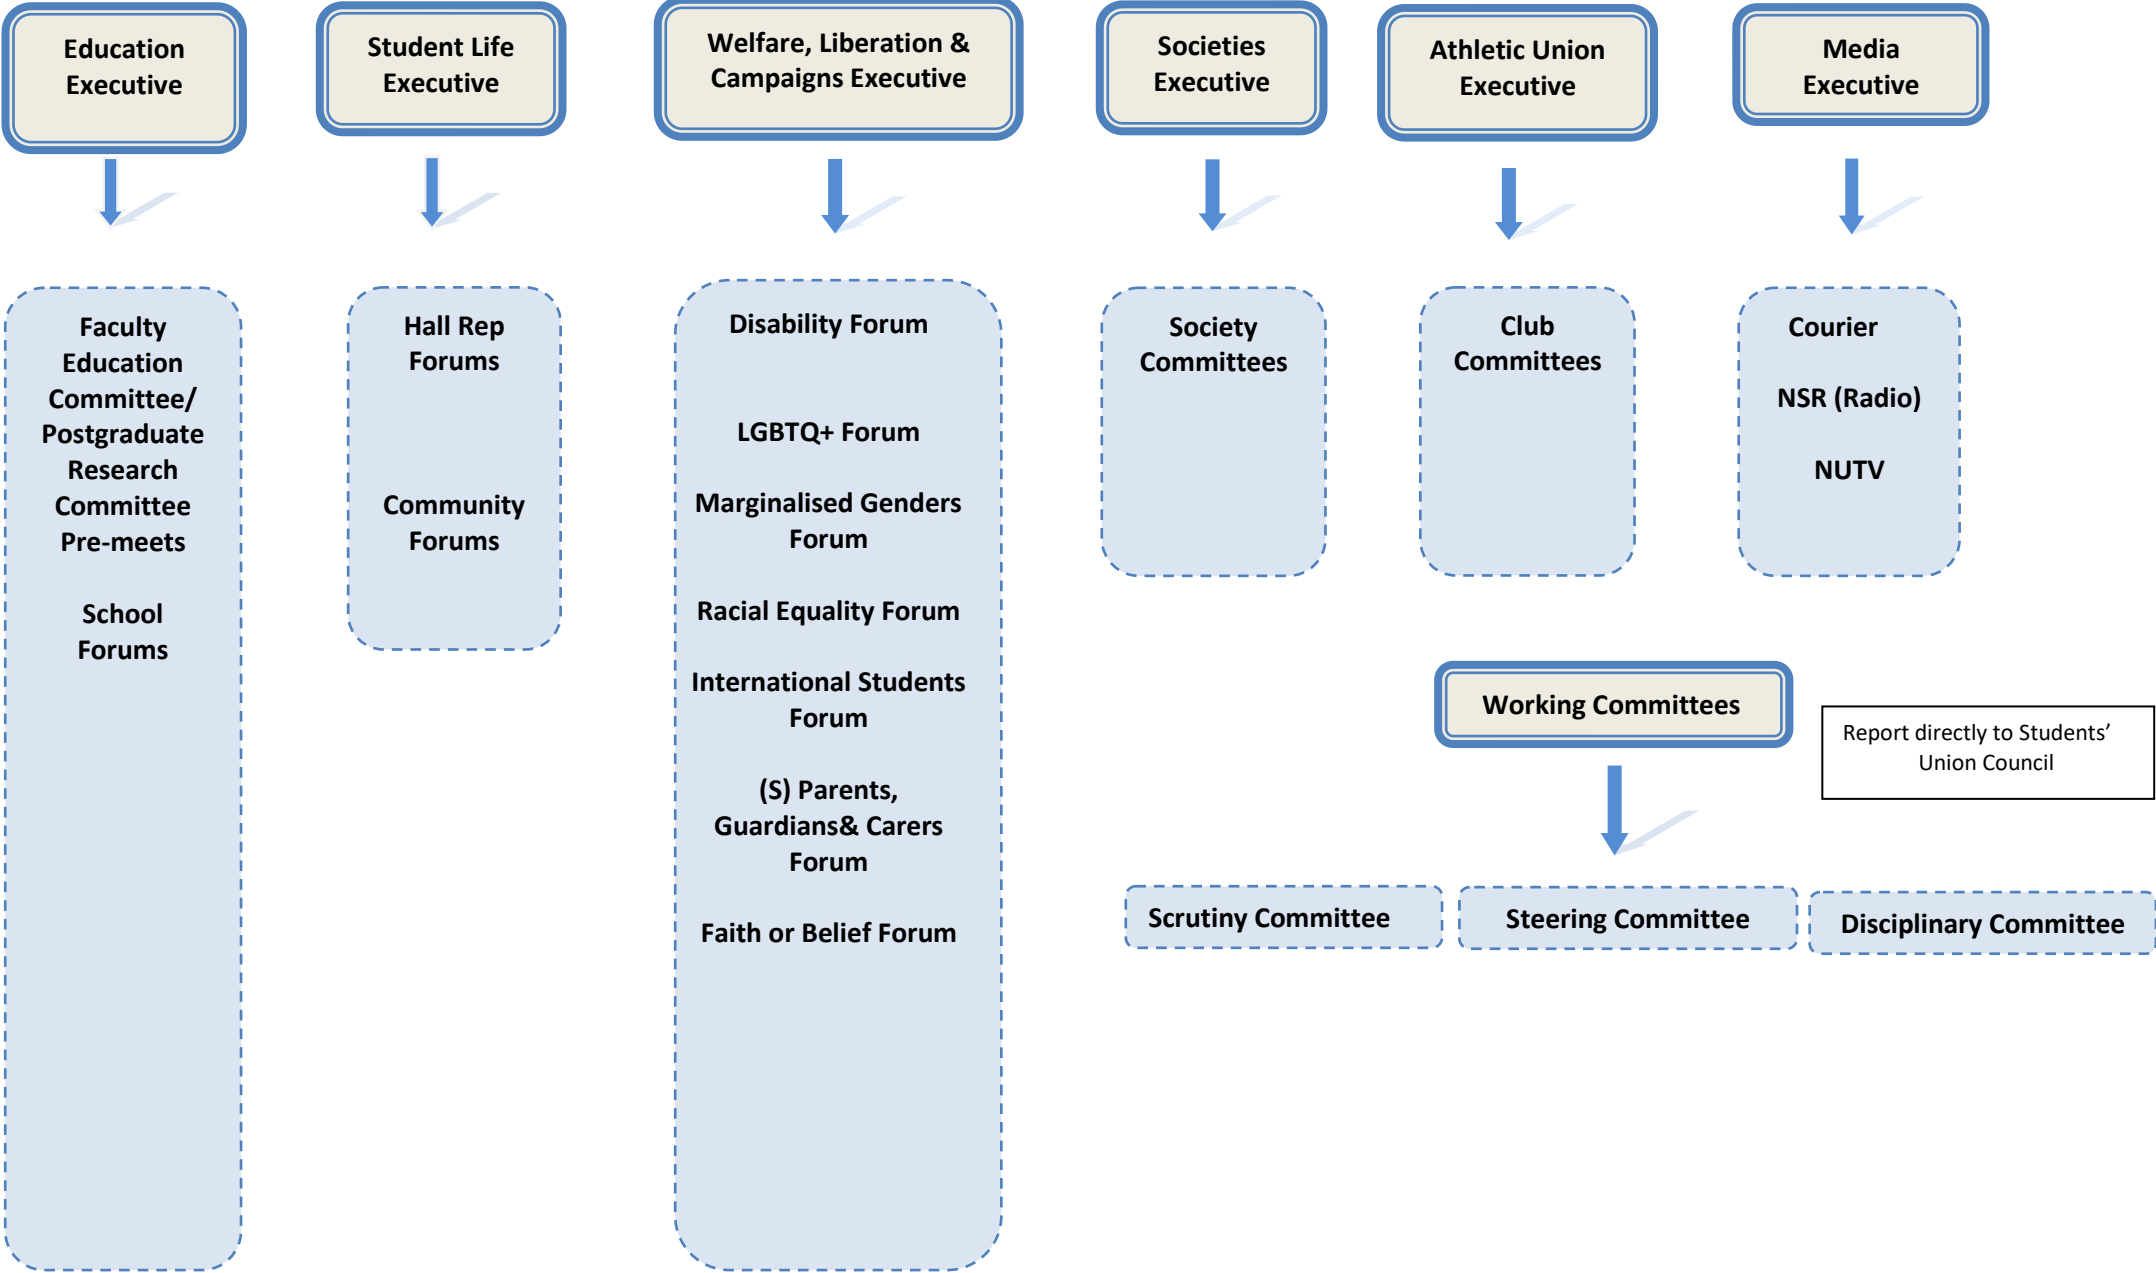 Education
Executive
Student Life
Executive
Welfare, Liberation &
Campaigns Executive
Societies
Executive
Athletic Union
Executive
Media
Executive
Faculty
Education
Committee/
Postgraduate
Research
Committee
Pre-meets
School
Forums
Hall Rep
Forums
Community
Forums
Disability Forum
LGBTQ+ Forum
Marginalised Genders
Forum
Racial Equality Forum
International Students
Forum
(S) Parents,
Guardians& Carers
Forum
Faith or Belief Forum
Society
Committees
Club
Committees
Courier
NSR (Radio)
NUTV
Working Committees
Report directly to Students’
Union Council
Scrutiny Committee
Steering Committee
Disciplinary Committee